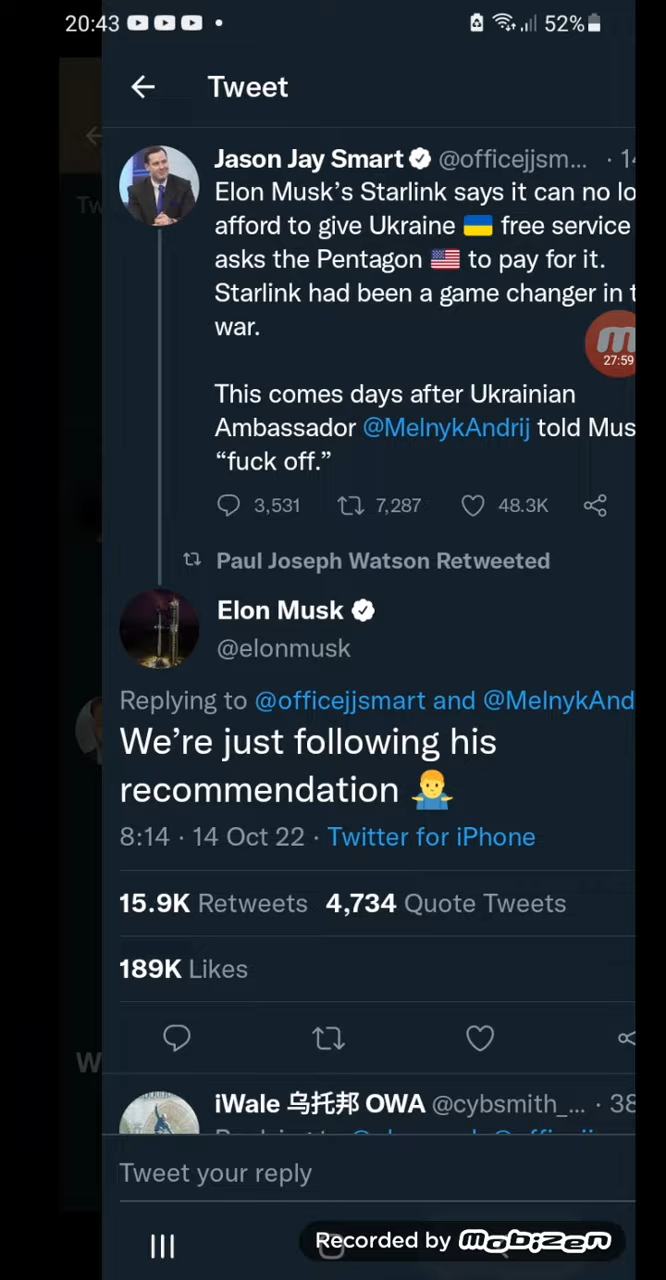 20:43
52%
Tweet
Jason Jay Smart @officejjsm... · 14
Elon Musk's Starlink says it can no lo
afford to give Ukraine 🇺🇦 free service
asks the Pentagon 🇺🇸 to pay for it.
Starlink had been a game changer in t
war.
27:59
This comes days after Ukrainian
Ambassador @MelnykAndrij told Mus
“fuck off.”
3,531 7,287 48.3K
Paul Joseph Watson Retweeted
Elon Musk
@elonmusk
Replying to @officejjsmart and @MelnykAnd
We’re just following his
recommendation 🤷‍♂️
8:14 · 14 Oct 22 · Twitter for iPhone
15.9K Retweets 4,734 Quote Tweets
189K Likes
iWale 乌托邦 OWA @cybsmith_... · 38
Tweet your reply
Recorded by mobizen